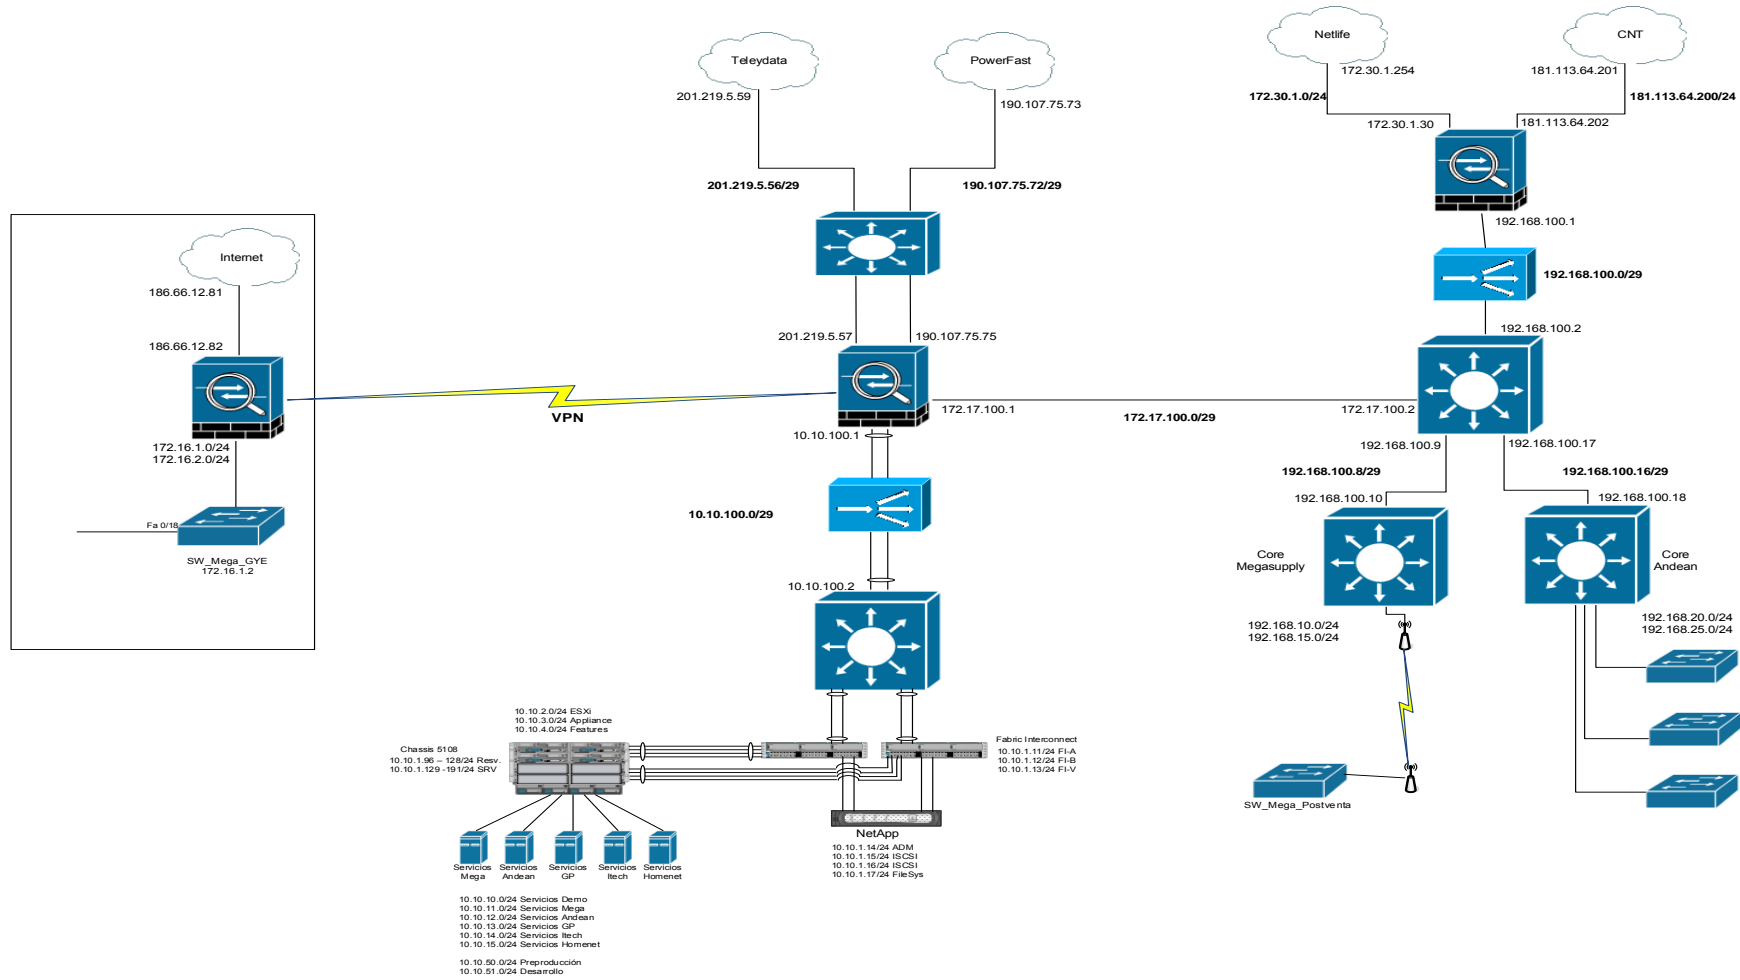 Netlife
CNT
Teleydata
PowerFast
172.30.1.254
181.113.64.201
201.219.5.59
190.107.75.73
172.30.1.0/24
181.113.64.200/24
172.30.1.30
181.113.64.202
201.219.5.56/29
190.107.75.72/29
192.168.100.1
Internet
192.168.100.0/29
186.66.12.81
192.168.100.2
201.219.5.57
190.107.75.75
186.66.12.82
VPN
172.17.100.1
172.17.100.0/29
172.17.100.2
10.10.100.1
172.16.1.0/24
172.16.2.0/24
192.168.100.9
192.168.100.17
192.168.100.8/29
192.168.100.16/29
192.168.100.10
192.168.100.18
10.10.100.0/29
Fa 0/18
SW_Mega_GYE
172.16.1.2
Core
Megasupply
Core
Andean
10.10.100.2
192.168.10.0/24
192.168.15.0/24
192.168.20.0/24
192.168.25.0/24
10.10.2.0/24 ESXi
10.10.3.0/24 Appliance
10.10.4.0/24 Features
Chassis 5108
10.10.1.96 – 128/24 Resv.
10.10.1.129 -191/24 SRV
Fabric Interconnect
10.10.1.11/24 FI-A
10.10.1.12/24 FI-B
10.10.1.13/24 FI-V
SW_Mega_Postventa
NetApp
10.10.1.14/24 ADM
10.10.1.15/24 ISCSI
10.10.1.16/24 ISCSI
10.10.1.17/24 FileSys
Servicios
Mega
Servicios
Andean
Servicios
GP
Servicios
Itech
Servicios
Homenet
10.10.10.0/24 Servicios Demo
10.10.11.0/24 Servicios Mega
10.10.12.0/24 Servicios Andean
10.10.13.0/24 Servicios GP
10.10.14.0/24 Servicios Itech
10.10.15.0/24 Servicios Homenet
10.10.50.0/24 Preproducción
10.10.51.0/24 Desarrollo